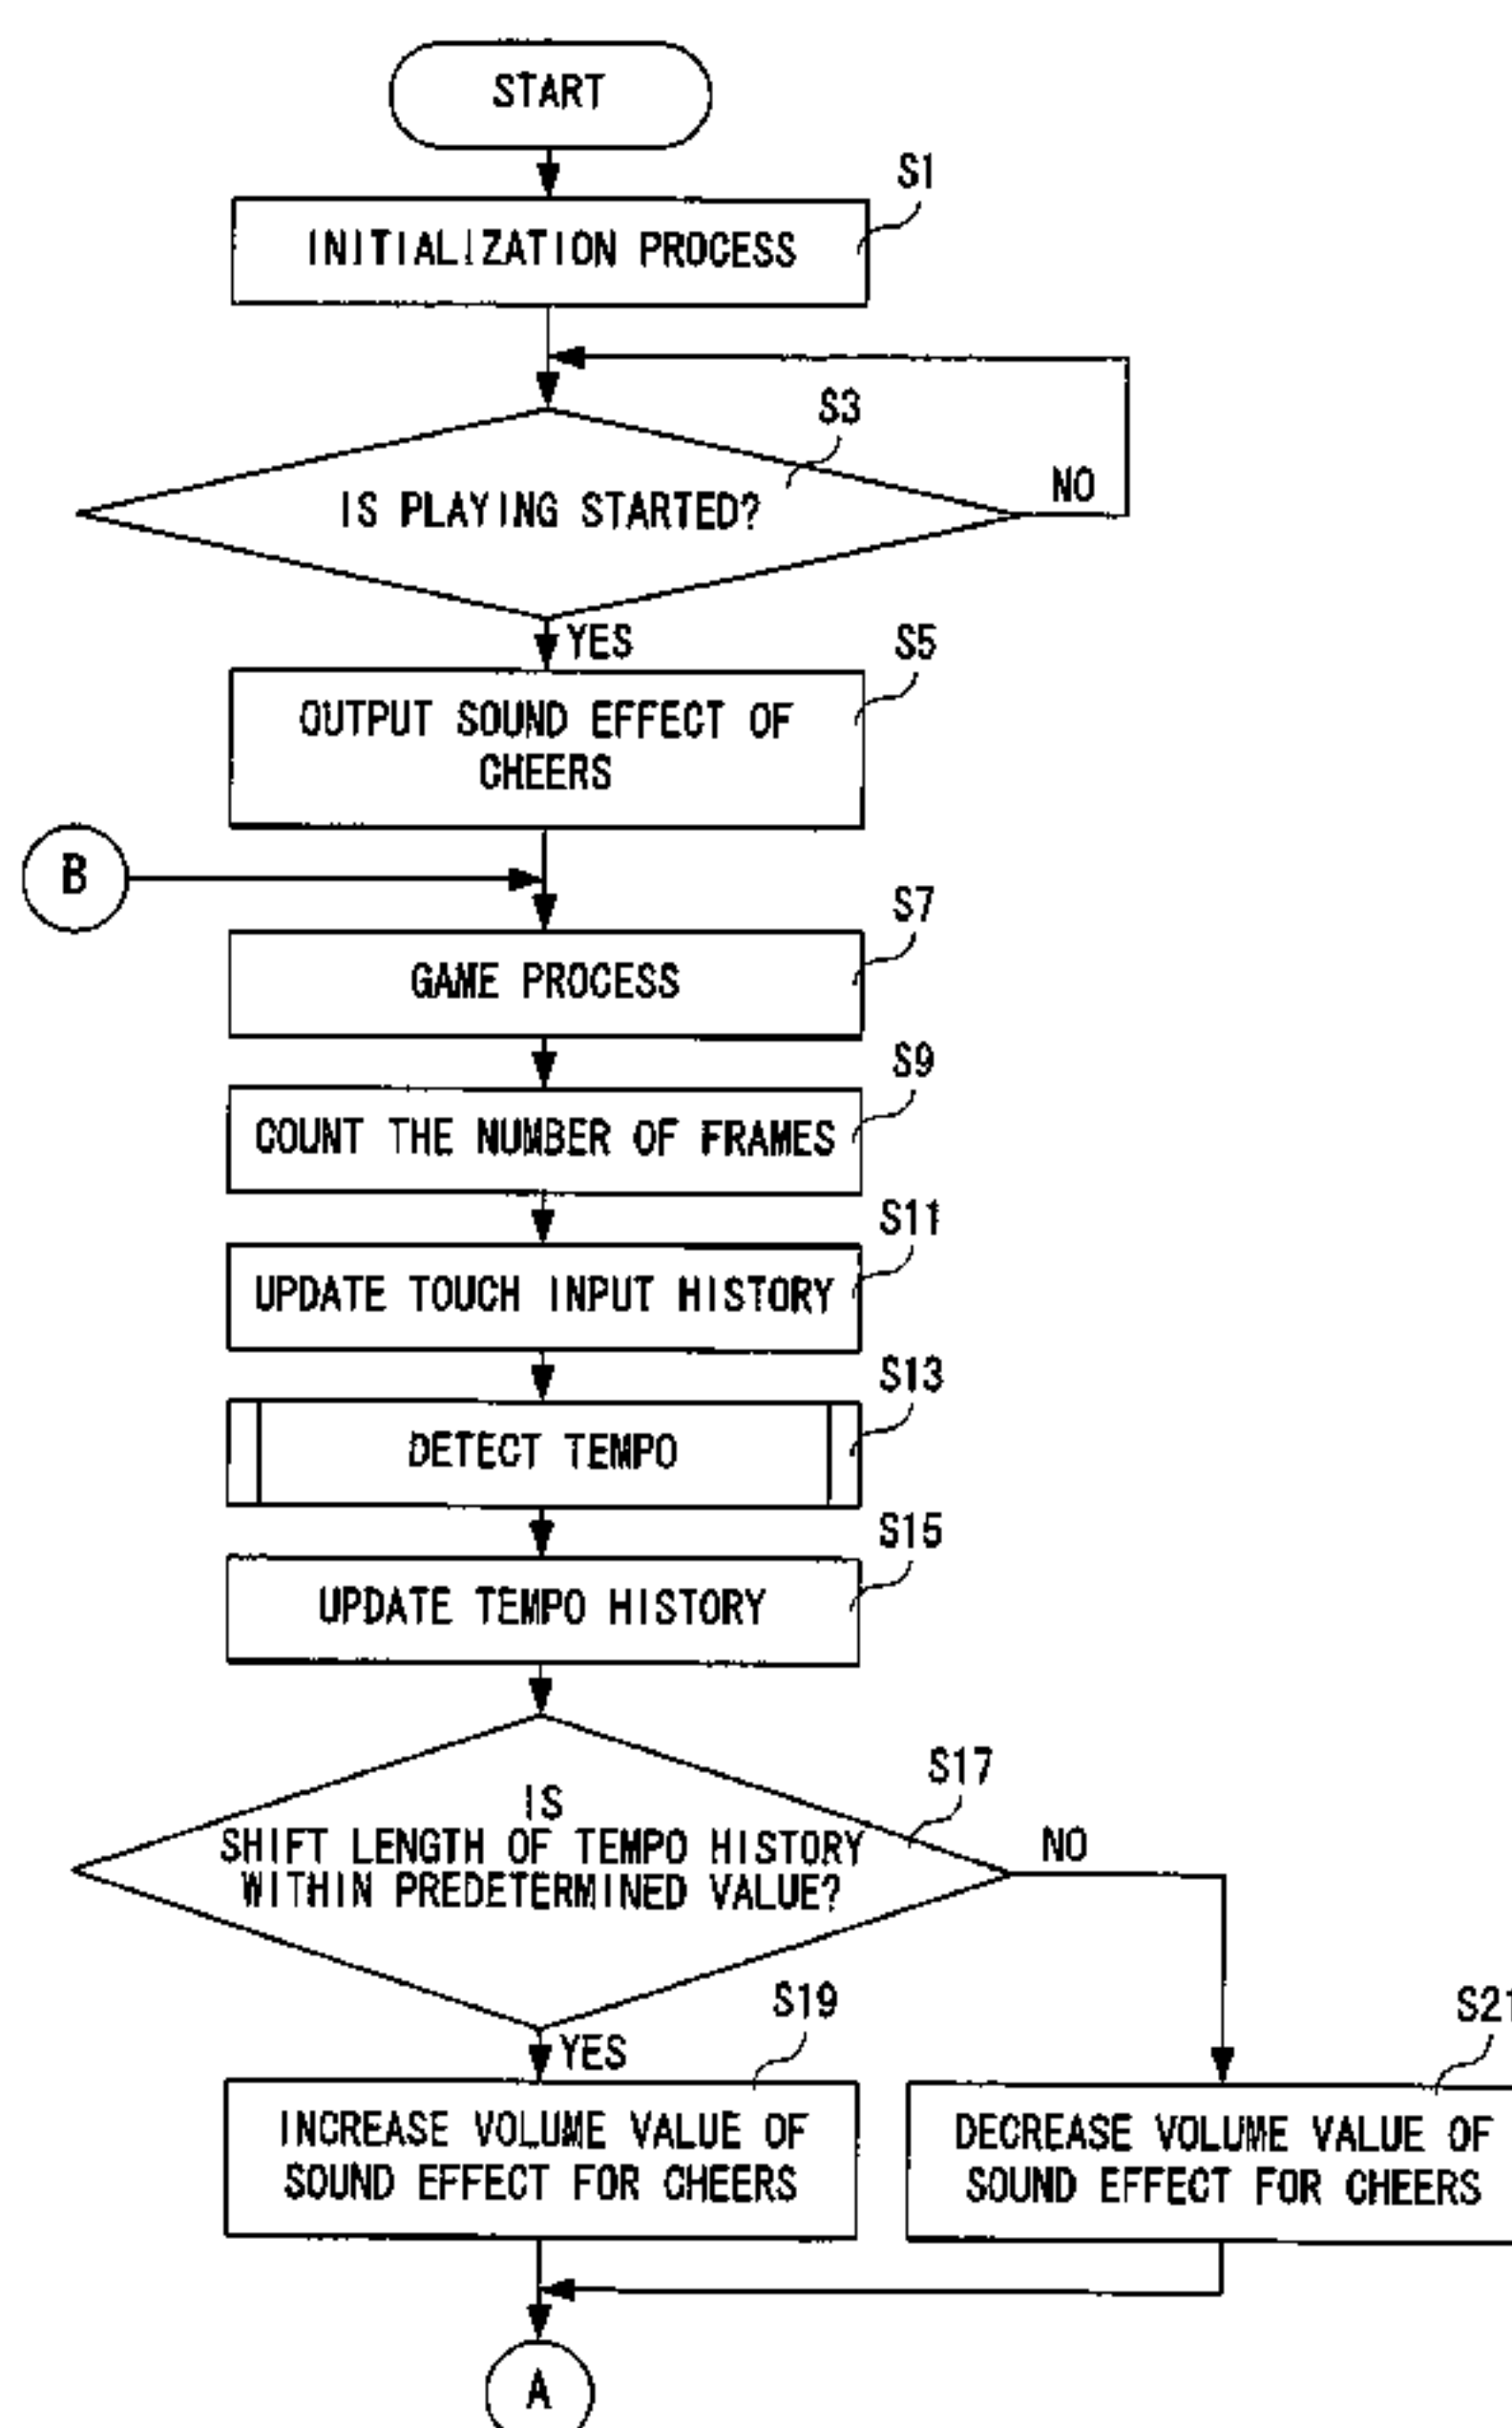 START
S1
INITIALIZATION PROCESS
S3
IS PLAYING STARTED?
NO
YES
S5
OUTPUT SOUND EFFECT OF
CHEERS
B
S7
GAME PROCESS
S9
COUNT THE NUMBER OF FRAMES
S11
UPDATE TOUCH INPUT HISTORY
S13
DETECT TEMPO
S15
UPDATE TEMPO HISTORY
S17
IS
SHIFT LENGTH OF TEMPO HISTORY
WITHIN PREDETERMINED VALUE?
NO
YES
S19
INCREASE VOLUME VALUE OF
SOUND EFFECT FOR CHEERS
S21
DECREASE VOLUME VALUE OF
SOUND EFFECT FOR CHEERS
A